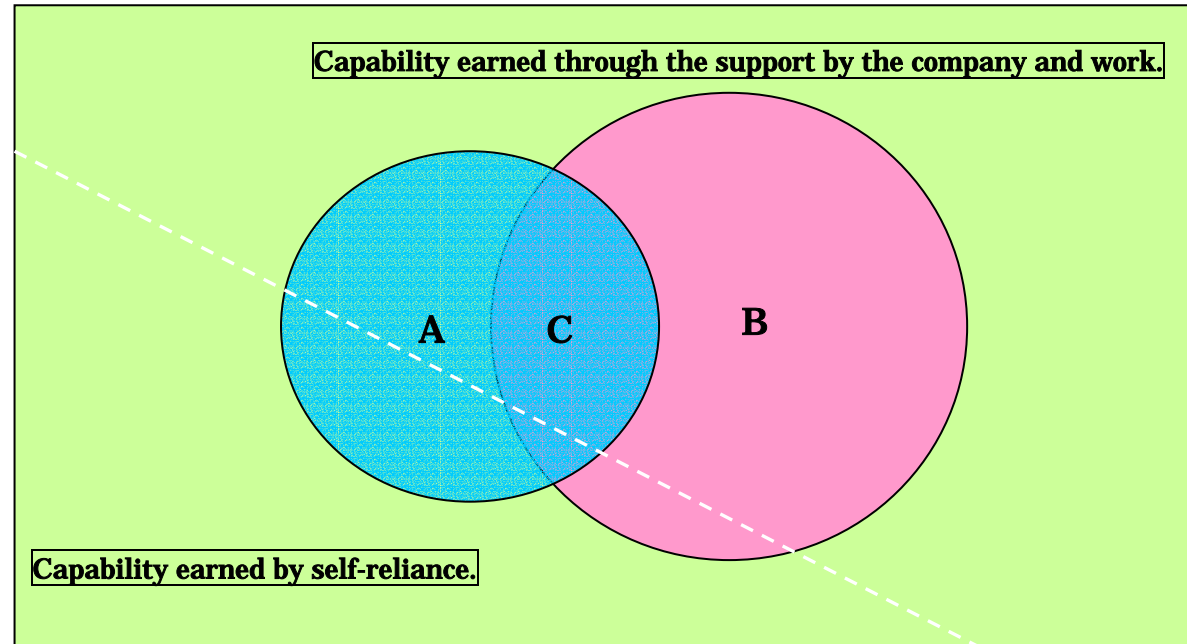 Capability earned through the support by the company and work.
A
C
B
Capability earned by self-reliance.